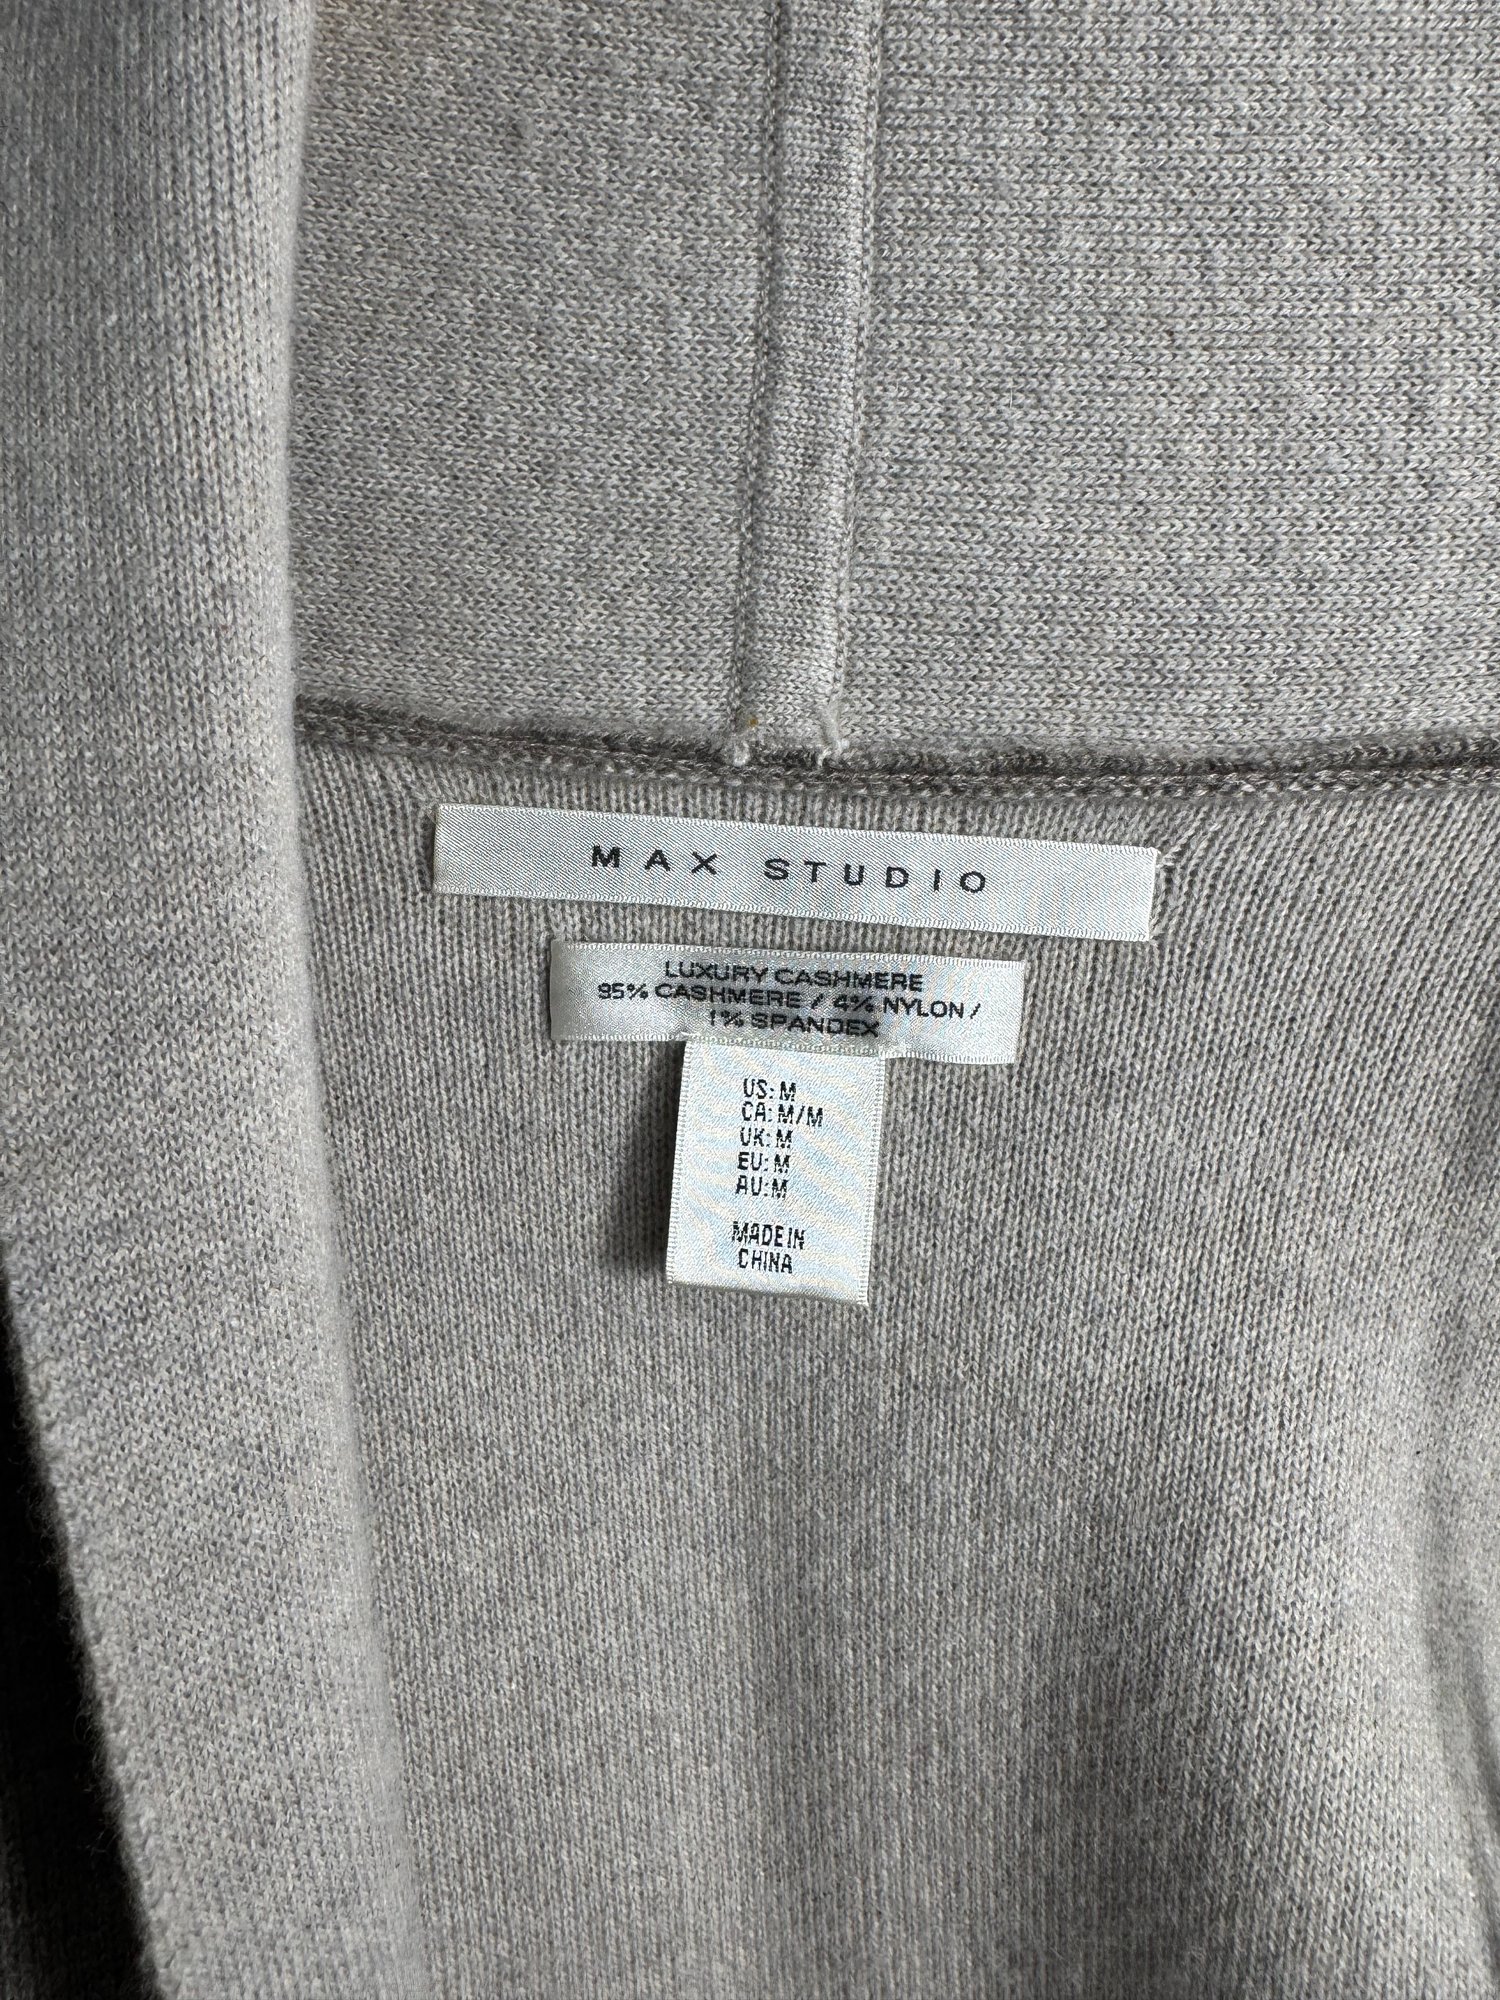 MAX STUDIO
LUXURY CASHMERE
95% CASHMERE / 4% NYLON /
1% SPANDEX
US: M
CA: M/M
UK: M
EU: M
AU: M
MADE IN
CHINA